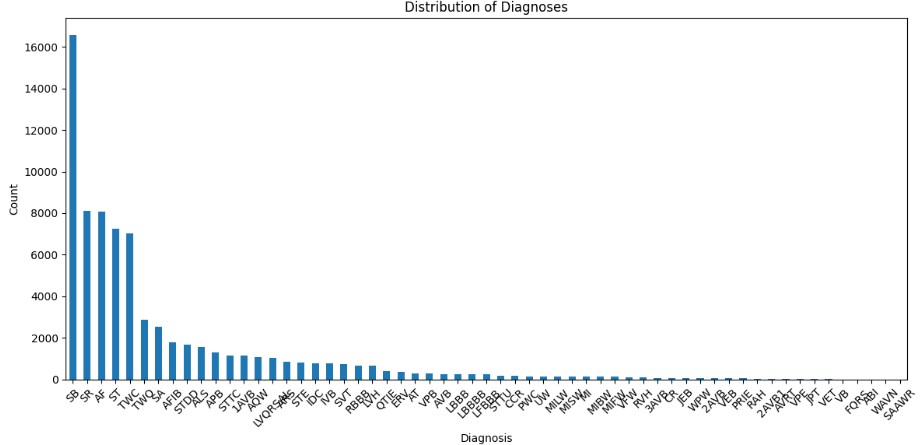 Distribution of Diagnoses
16000
14000
12000
10000
8000
6000
4000
2000
0
Count
SB
SR
AF
ST
TWC
TWO
SA
AFIB
STDD
ALS
APB
STTC
1AVB
AQW
ARS
STE
IDC
IVB
SVT
RBBB
LVH
QTIE
ERV
AT
VPB
AVB
LBBB
LBBBB
LFBBB
STTU
CCR
PWC
UW
MILW
MISW
MI
MIBW
MIFW
VFW
RVH
3AVB
CR
JEB
WPW
2AVB
VEB
PRIE
RAH
2AVB1
AVRT
VPE
JPT
VET
VB
FQRS
ABI
WAVN
SAAWR
Diagnosis